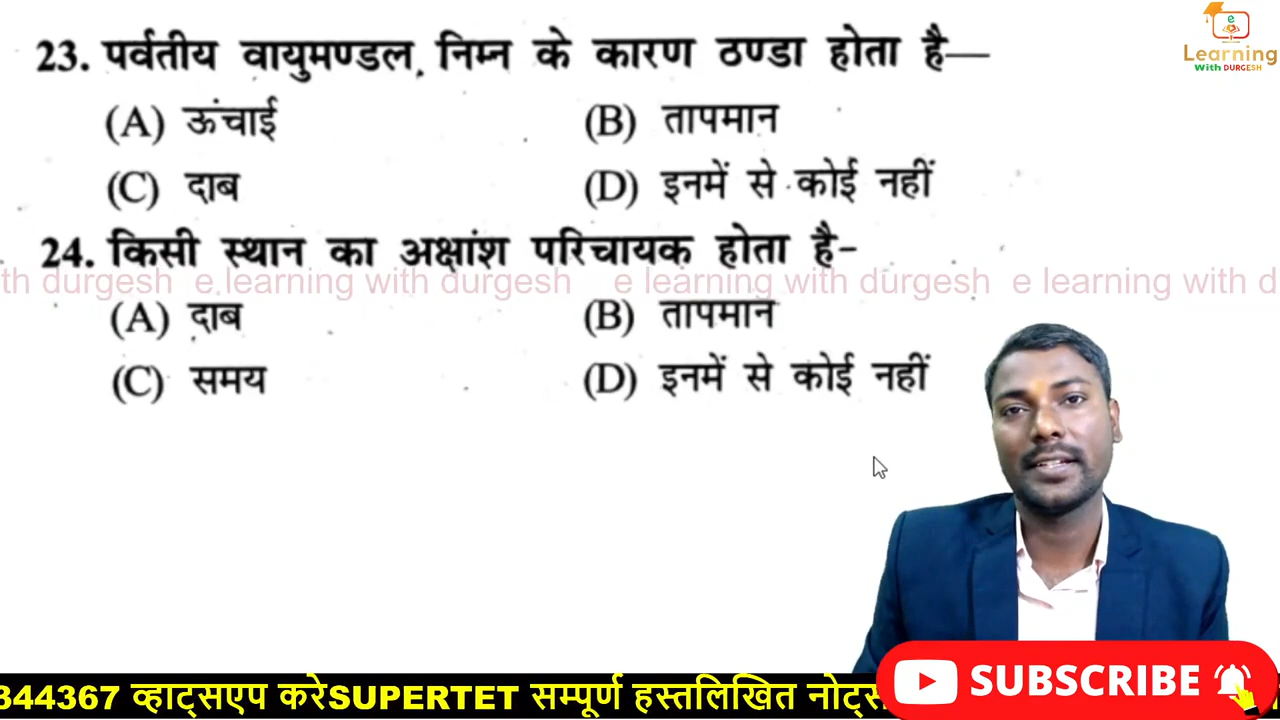 e
Learning
With DURGESH
23. पर्वतीय वायुमण्डल निम्न के कारण ठण्डा होता है—
(A) ऊंचाई (B) तापमान
(C) दाब (D) इनमें से कोई नहीं
24. किसी स्थान का अक्षांश परिचायक होता है-
th durgesh e learning with durgesh e learning with durgesh e learning with d
(A) दाब (B) तापमान
(C) समय (D) इनमें से कोई नहीं
344367 व्हाट्सएप करेSUPERTET सम्पूर्ण हस्तलिखित नोट्स
SUBSCRIBE